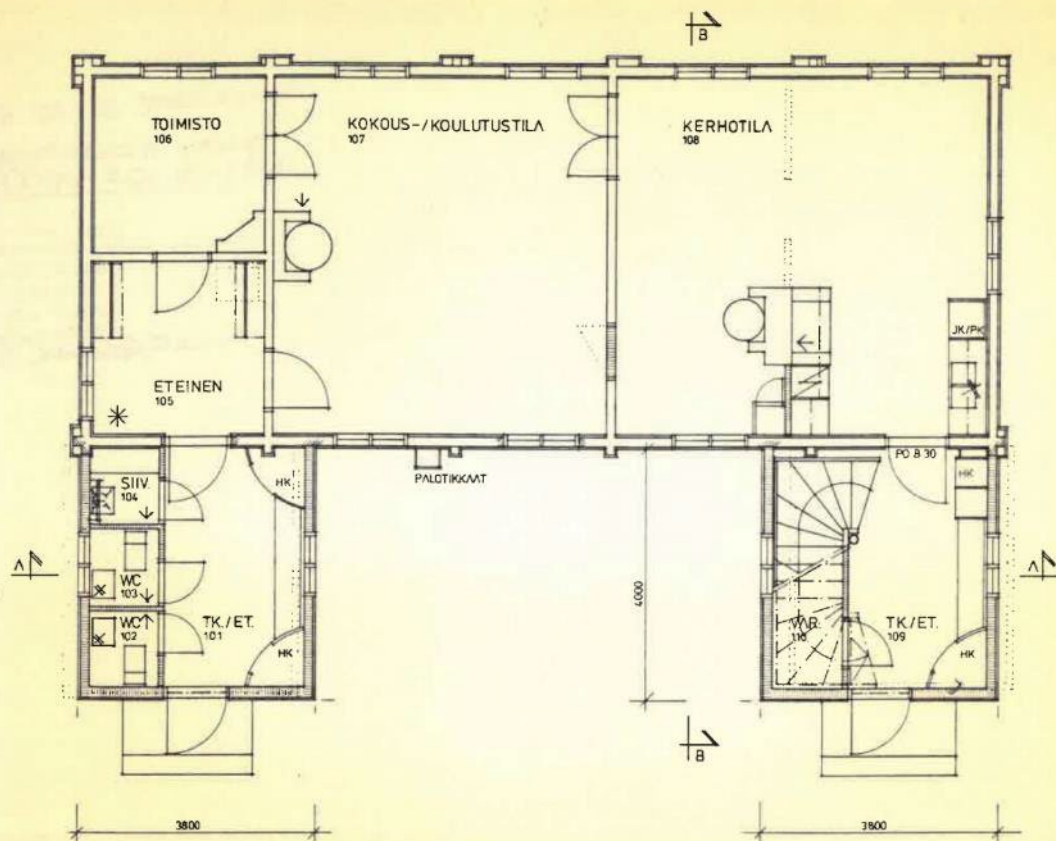 B
TOIMISTO
106
KOKOUS-/KOULUTUSTILA
107
KERHOTILA
108
JK/PK
ETEINEN
105
PALOTIKKAAT
PO B 30
SIIV.
104
HK
HK
A
WC
103
4000
A
WC
102
TK./ET.
101
VAR.
110
TK./ET.
109
HK
HK
B
3800
3800